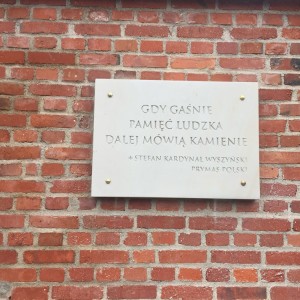 GDY GAŚNIE
PAMIĘĆ LUDZKA
DALEJ MÓWIĄ KAMIENIE
+ STEFAN KARDYNAŁ WYSZYŃSKI
PRYMAS POLSKI